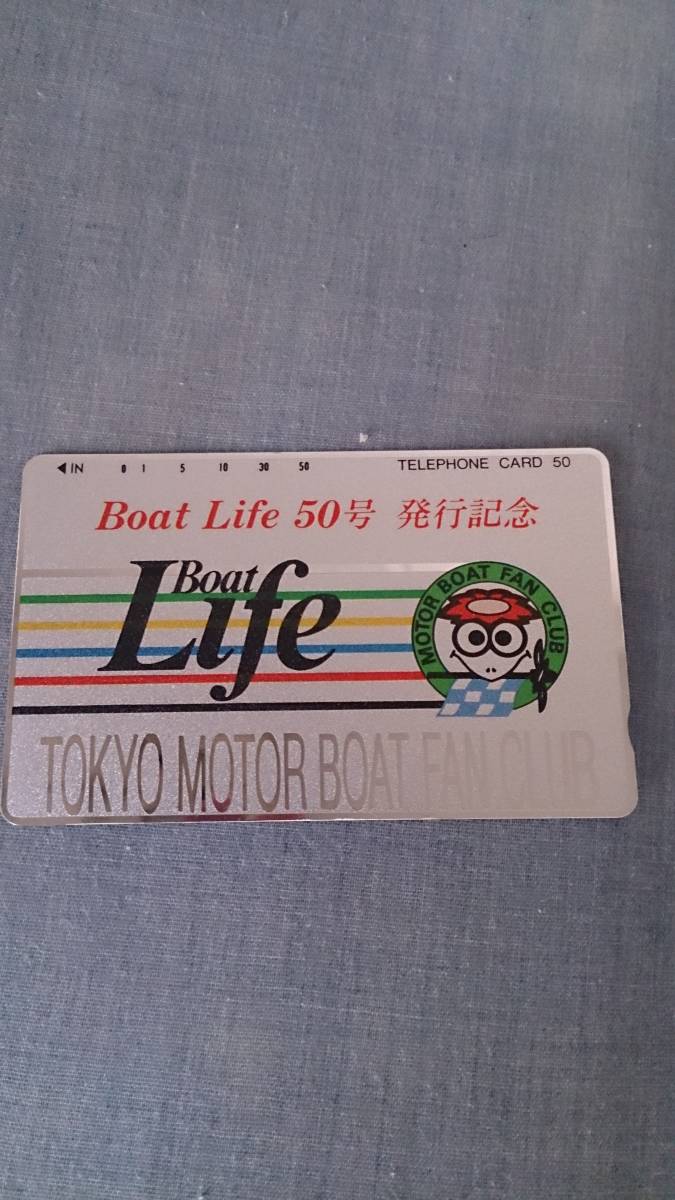 ◀IN 0 1 5 10 30 50 TELEPHONE CARD 50
Boat Life 50号 発行記念
Boat
Life
MOTOR BOAT FAN CLUB
TOKYO MOTOR BOAT FAN CLUB